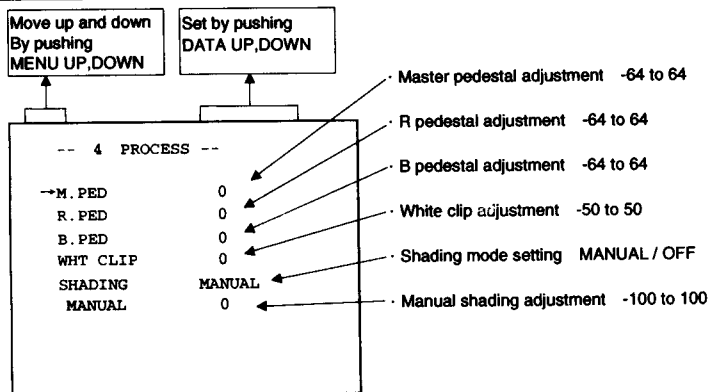 Move up and down
By pushing
MENU UP,DOWN
Set by pushing
DATA UP,DOWN
-- 4 PROCESS --
→M.PED 0
R.PED 0
B.PED 0
WHT CLIP 0
SHADING MANUAL
MANUAL 0
· Master pedestal adjustment -64 to 64
· R pedestal adjustment -64 to 64
· B pedestal adjustment -64 to 64
· White clip adjustment -50 to 50
· Shading mode setting MANUAL / OFF
· Manual shading adjustment -100 to 100